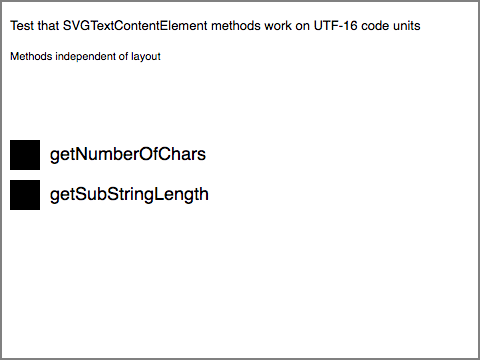 Test that SVGTextContentElement methods work on UTF-16 code units
Methods independent of layout
getNumberOfChars
getSubStringLength